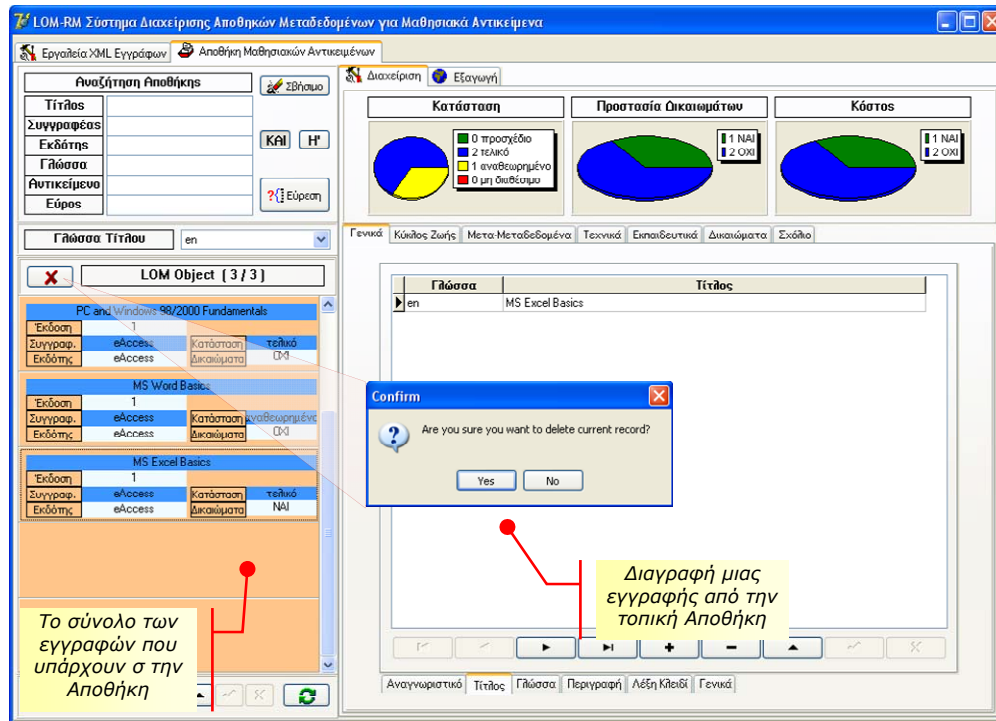 LOM-RM Σύστημα Διαχείρισης Αποθηκών Μεταδεδομένων για Μαθησιακά Αντικείμενα
Εργαλεία XML Εγγράφων Αποθήκη Μαθησιακών Αντικειμένων
Αναζήτηση Αποθήκης
Σβήσιμο
Τίτλος
Συγγραφέας
Εκδότης
Γλώσσα
Αντικείμενο
Εύρος
ΚΑΙ Η'
Εύρεση
Γλώσσα Τίτλου en
LOM Object ( 3 / 3 )
PC and Windows 98/2000 Fundamentals
Έκδοση 1
Συγγραφ. eAccess Κατάσταση τελικό
Εκδότης eAccess Δικαιώματα ΟΧΙ
MS Word Basics
Έκδοση 1
Συγγραφ. eAccess Κατάσταση αναθεωρημένο
Εκδότης eAccess Δικαιώματα ΟΧΙ
MS Excel Basics
Έκδοση 1
Συγγραφ. eAccess Κατάσταση τελικό
Εκδότης eAccess Δικαιώματα ΝΑΙ
Το σύνολο των
εγγραφών που
υπάρχουν σ την
Αποθήκη
Διαχείριση Εξαγωγή
Κατάσταση
0 προσχέδιο
2 τελικό
1 αναθεωρημένο
0 μη διαθέσιμο
Προστασία Δικαιωμάτων
1 ΝΑΙ
2 ΟΧΙ
Κόστος
1 ΝΑΙ
2 ΟΧΙ
Γενικά Κύκλος Ζωής Μετα-Μεταδεδομένα Τεχνικά Εκπαιδευτικά Δικαιώματα Σχόλιο
Γλώσσα Τίτλος
en MS Excel Basics
Confirm
Are you sure you want to delete current record?
Yes No
Διαγραφή μιας
εγγραφής από την
τοπική Αποθήκη
Αναγνωριστικό Τίτλος Γλώσσα Περιγραφή Λέξη Κλειδί Γενικά